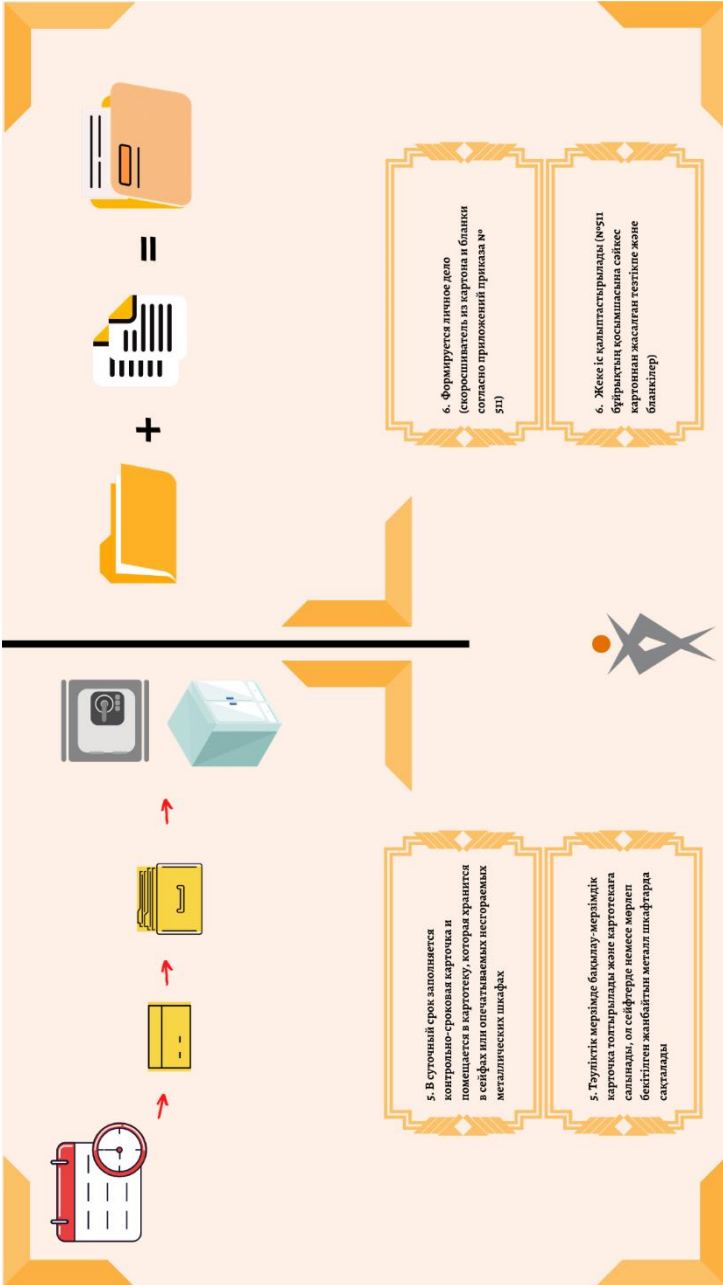 5. В суточный срок заполняется
контрольно-сроковая карточка и
помещается в картотеку, которая хранится
в сейфах или опечатываемых несгораемых
металлических шкафах
5. Тәуліктік мерзімде бақылау-мерзімдік
карточка толтырылады және картотекаға
салынады, ол сейфтерде немесе мөрлеп
бекітілген жанбайтын металл шкафтарда
сақталады
6. Формируется личное дело
(скоросшиватель из картона и бланки
согласно приложений приказа №
511)
6. Жеке іс қалыптастырылады (№511
бұйрықтың қосымшасына сәйкес
картоннан жасалған тезтікпе және
бланкілер)